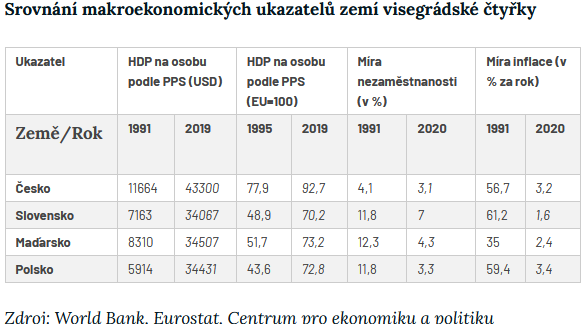 Srovnání makroekonomických ukazatelů zemí visegrádské čtyřky
Ukazatel HDP na osobu podle PPS (USD) HDP na osobu podle PPS (EU=100) Míra nezaměstnanosti (v %) Míra inflace (v % za rok)
Země/Rok 1991 2019 1995 2019 1991 2020 1991 2020
Česko 11664 43300 77,9 92,7 4,1 3,1 56,7 3,2
Slovensko 7163 34067 48,9 70,2 11,8 7 61,2 1,6
Maďarsko 8310 34507 51,7 73,2 12,3 4,3 35 2,4
Polsko 5914 34431 43,6 72,8 11,8 3,3 59,4 3,4
Zdroj: World Bank, Eurostat, Centrum pro ekonomiku a politiku